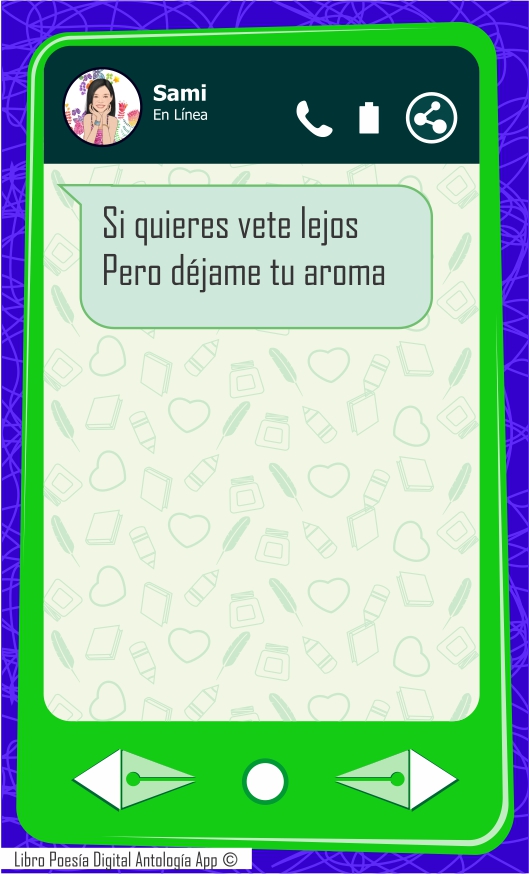 Sami
En Línea
Si quieres vete lejos
Pero déjame tu aroma
Libro Poesía Digital Antología App ©